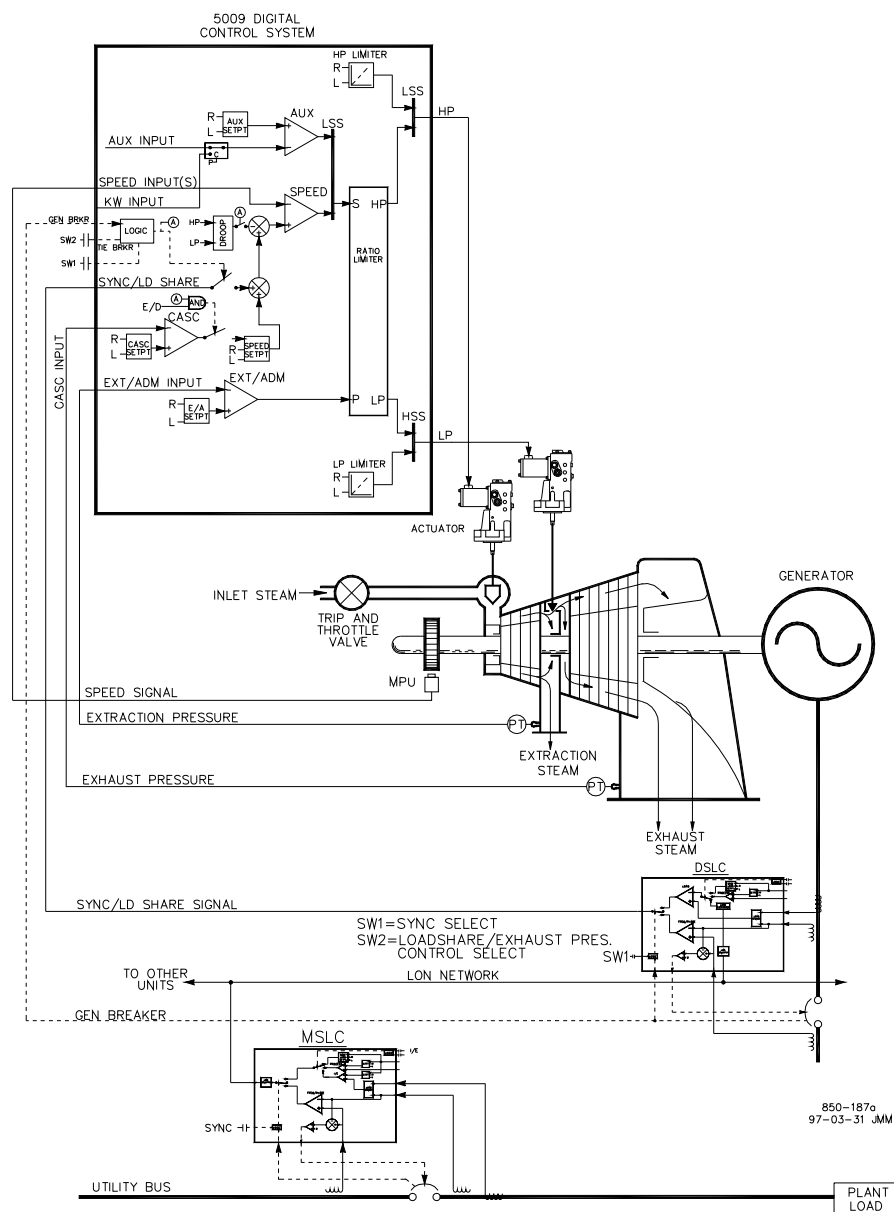 5009 DIGITAL
CONTROL SYSTEM
HP LIMITER
R
L
LSS
HP
AUX
R
L
AUX
SETPT
LSS
AUX INPUT
C
P
SPEED INPUT(S)
SPEED
KW INPUT
S HP
GEN BRKR
LOGIC
A
HP
LP
DROOP
A
SW2
TIE BRKR
SW1
RATIO
LIMITER
SYNC/LD SHARE
A
AND
E/D
CASC
R
L
CASC
SETPT
R
L
SPEED
SETPT
CASC INPUT
EXT/ADM INPUT
EXT/ADM
R
L
E/A
SETPT
P LP
HSS
LP
LP LIMITER
R
L
ACTUATOR
INLET STEAM
TRIP AND
THROTTLE
VALVE
GENERATOR
MPU
SPEED SIGNAL
EXTRACTION PRESSURE
PT
EXTRACTION
STEAM
EXHAUST PRESSURE
PT
EXHAUST
STEAM
DSLC
SYNC/LD SHARE SIGNAL
SW1=SYNC SELECT
SW2=LOADSHARE/EXHAUST PRES.
CONTROL SELECT
SW1
TO OTHER
UNITS
LON NETWORK
GEN BREAKER
MSLC
I/E
SYNC
850-187a
97-03-31 JMM
UTILITY BUS
PLANT
LOAD